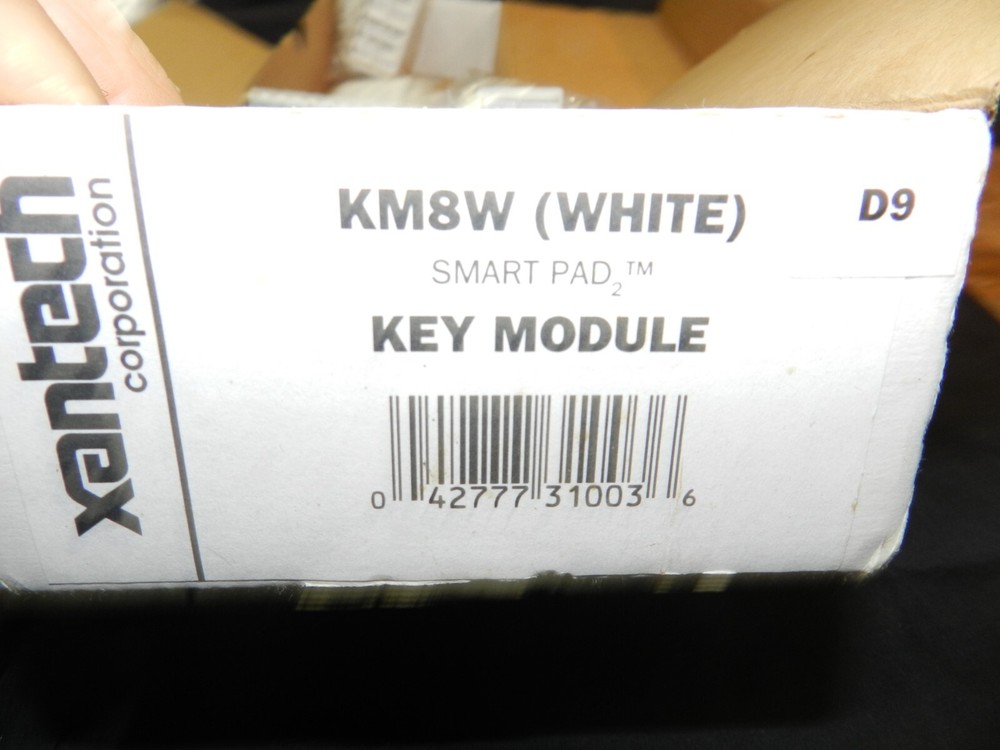 xantech
corporation
KM8W (WHITE)
D9
SMART PAD₂™
KEY MODULE
0 42777 31003 6